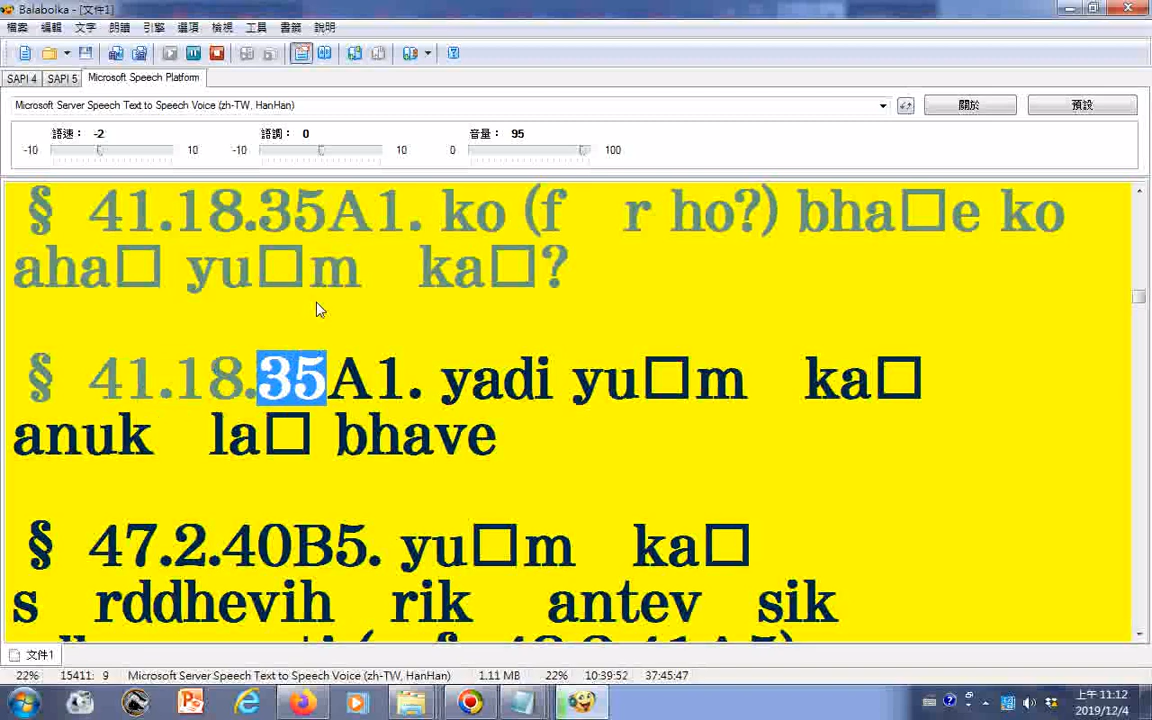 Balabolka - [文件1]
檔案 編輯 文字 朗讀 引擎 選項 檢視 工具 書籤 說明
SAPI 4 SAPI 5 Microsoft Speech Platform
Microsoft Server Speech Text to Speech Voice (zh-TW, HanHan) 關於 預設
語速： -2 語調： 0 音量： 95
-10 10 -10 10 0 100
§ 41.18.35A1. ko (f r ho?) bha□e ko
aha□ yu□m ka□?
§ 41.18.35A1. yadi yu□m ka□
anuk la□ bhave
§ 47.2.40B5. yu□m ka□
s rddhevih rik antev sik
文件1
22% 15411: 9 Microsoft Server Speech Text to Speech Voice (zh-TW, HanHan) 1.11 MB 22% 10:39:52 37:45:47
上午 11:12
2019/12/4